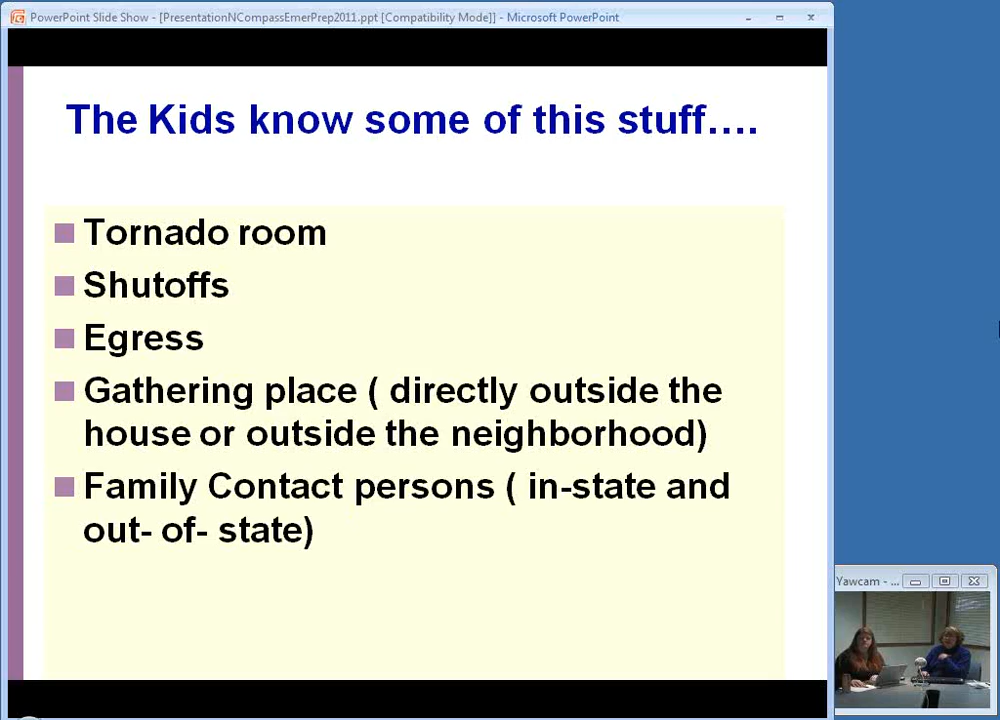 PowerPoint Slide Show - [PresentationNCompassEmerPrep2011.ppt [Compatibility Mode]] - Microsoft PowerPoint
The Kids know some of this stuff....
Tornado room
Shutoffs
Egress
Gathering place ( directly outside the
house or outside the neighborhood)
Family Contact persons ( in-state and
out- of- state)
Yawcam - ...